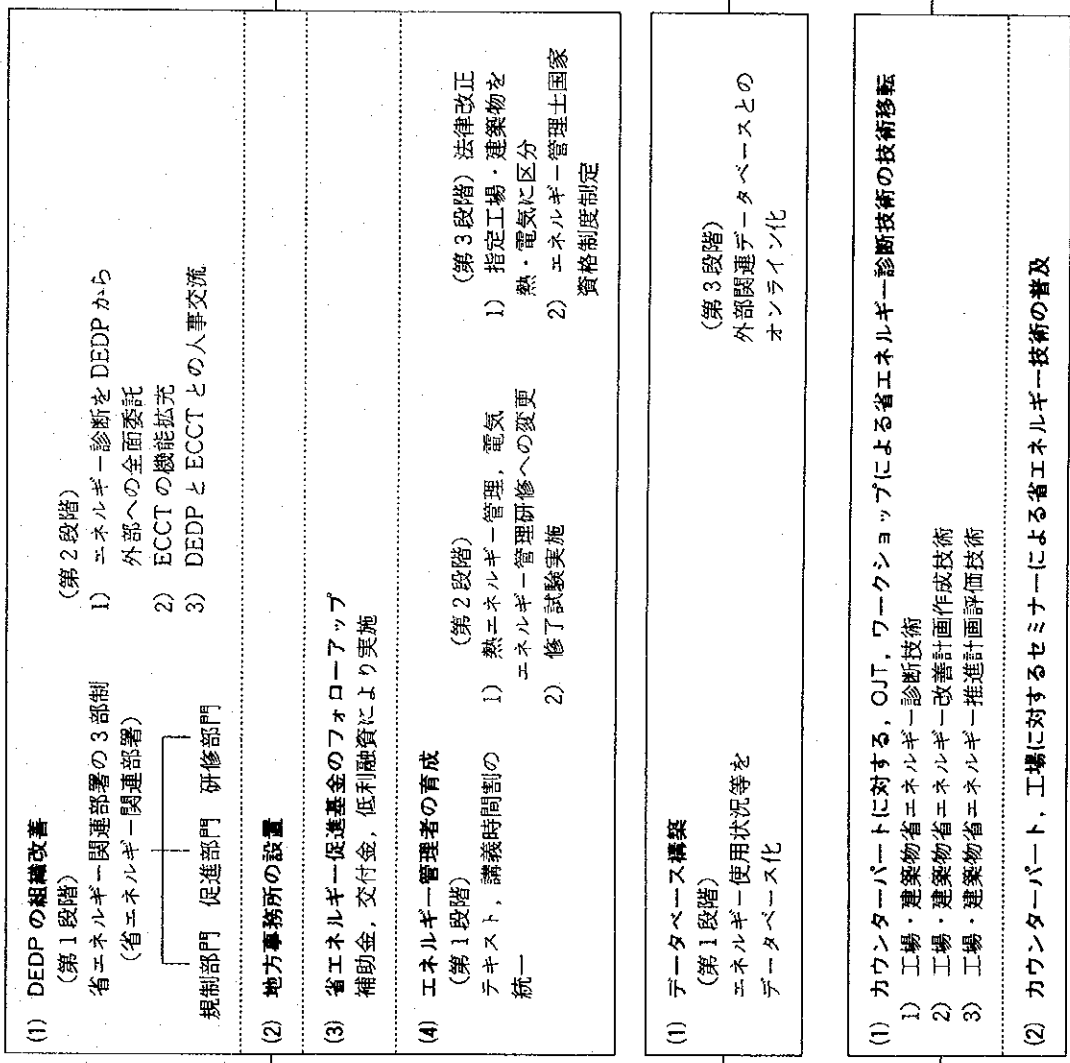 (1) DEDP の組織改善
(第1段階)
省エネルギー関連部署の3部制
(省エネルギー関連部署)
規制部門 促進部門 研修部門
(第2段階)
1) エネルギー診断を DEDP から
外部への全面委託
2) ECCT の機能拡充
3) DEDP と ECCT との人事交流
(2) 地方事務所の設置
(3) 省エネルギー促進基金のフォローアップ
補助金,交付金,低利融資により実施
(4) エネルギー管理者の育成
(第1段階)
テキスト,講義時間割の
統一
(第2段階)
1) 熱エネルギー管理,電気
エネルギー管理研修への変更
2) 修了試験実施
(第3段階) 法律改正
1) 指定工場・建築物を
熱・電気に区分
2) エネルギー管理士国家
資格制度制定
(1) データベース構築
(第1段階)
エネルギー使用状況等を
データベース化
(第3段階)
外部関連データベースとの
オンライン化
(1) カウンターパートに対する,OJT,ワークショップによる省エネルギー診断技術の技術移転
1) 工場・建築物省エネルギー診断技術
2) 工場・建築物省エネルギー改善計画作成技術
3) 工場・建築物省エネルギー推進計画評価技術
(2) カウンターパート,工場に対するセミナーによる省エネルギー技術の普及